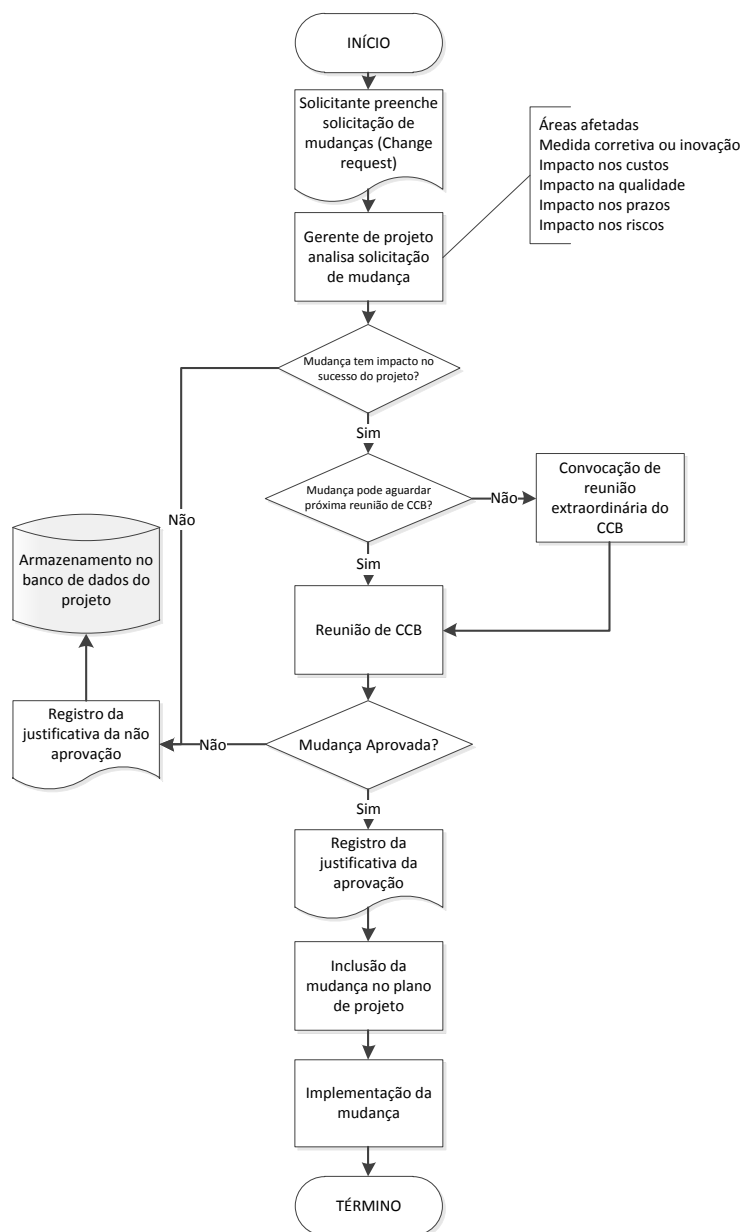 INÍCIO
Solicitante preenche
solicitação de
mudanças (Change
request)
Áreas afetadas
Medida corretiva ou inovação
Impacto nos custos
Impacto na qualidade
Impacto nos prazos
Impacto nos riscos
Gerente de projeto
analisa solicitação
de mudança
Mudança tem impacto no
sucesso do projeto?
Sim
Mudança pode aguardar
próxima reunião de CCB?
Não
Convocação de
reunião
extraordinária do
CCB
Não
Sim
Armazenamento no
banco de dados do
projeto
Reunião de CCB
Registro da
justificativa da não
aprovação
Não
Mudança Aprovada?
Sim
Registro da
justificativa da
aprovação
Inclusão da
mudança no plano
de projeto
Implementação da
mudança
TÉRMINO